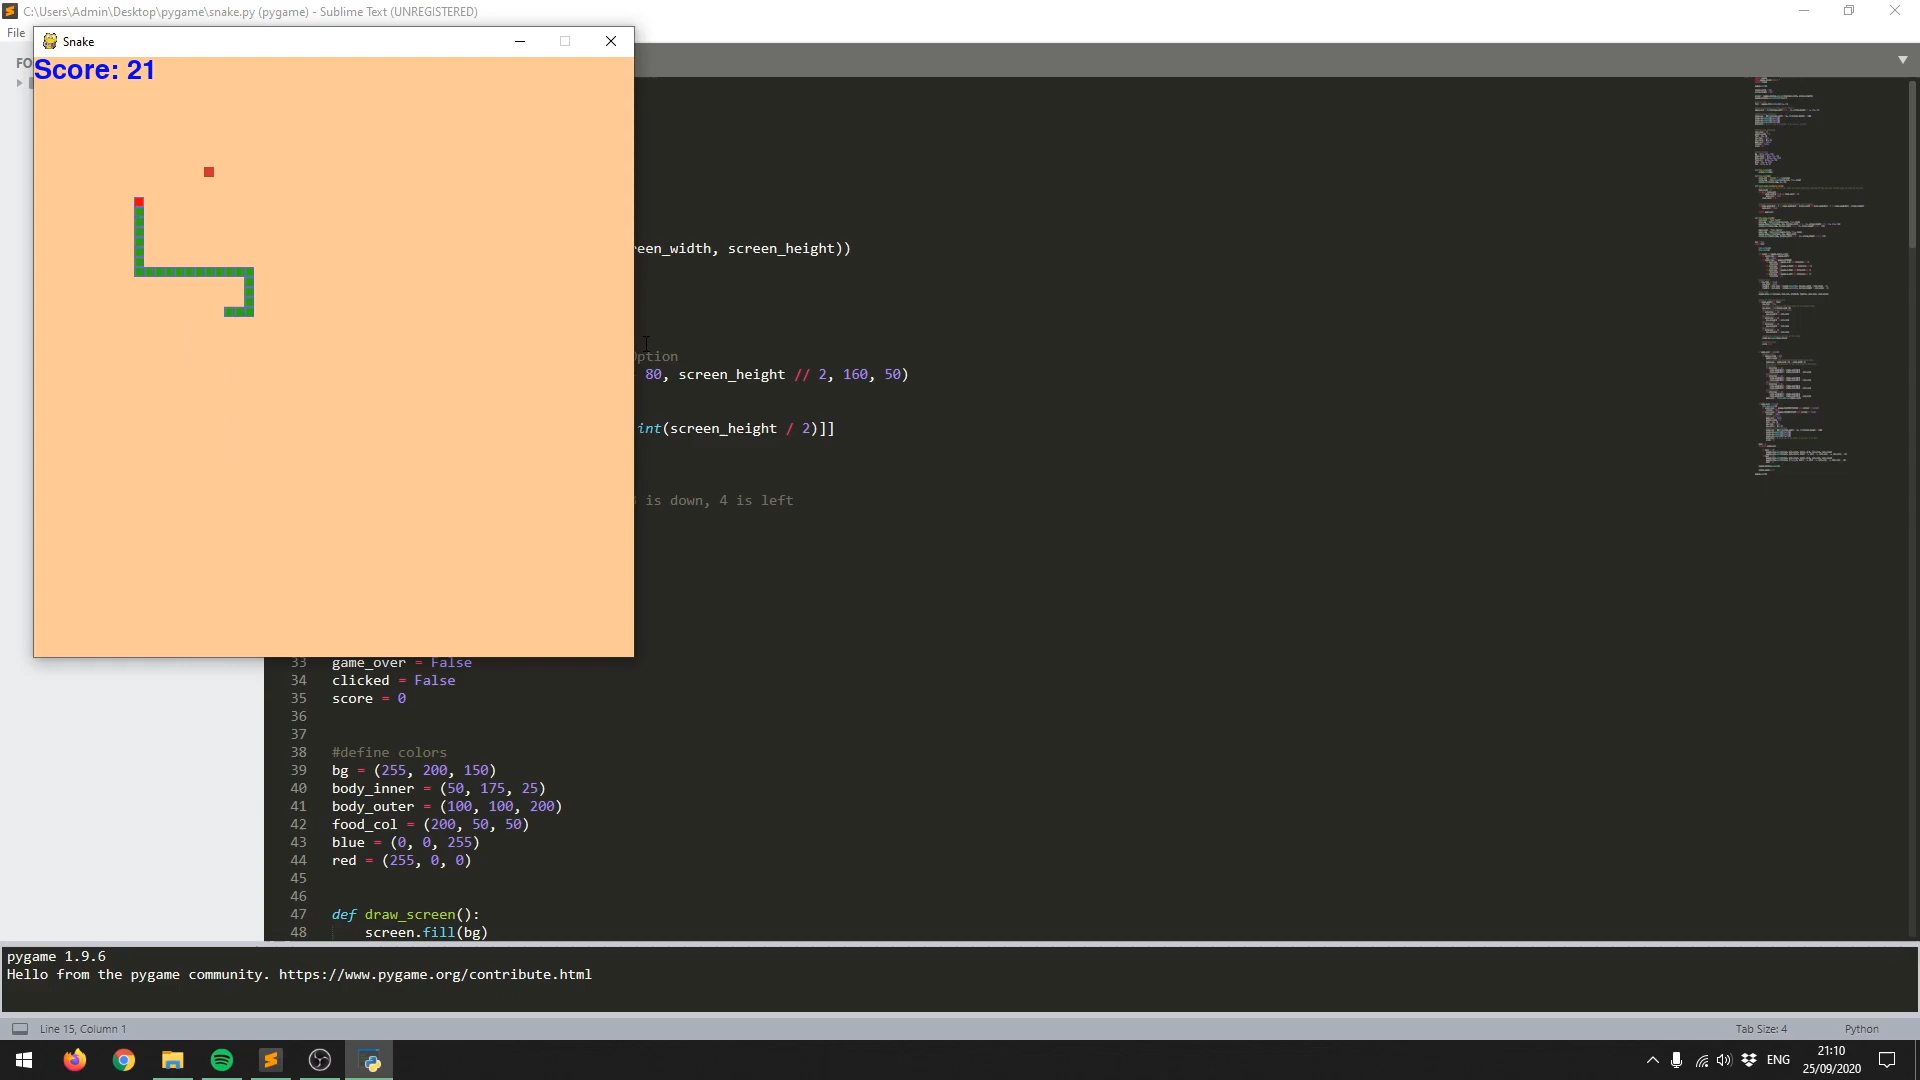 C:\Users\Admin\Desktop\pygame\snake.py (pygame) - Sublime Text (UNREGISTERED)
File
Snake
FO
Score: 21
reen_width, screen_height))
ption
80, screen_height // 2, 160, 50)
int(screen_height / 2)]]
is down, 4 is left
33 game_over = False
34 clicked = False
35 score = 0
36
37
38 #define colors
39 bg = (255, 200, 150)
40 body_inner = (50, 175, 25)
41 body_outer = (100, 100, 200)
42 food_col = (200, 50, 50)
43 blue = (0, 0, 255)
44 red = (255, 0, 0)
45
46
47 def draw_screen():
48 screen.fill(bg)
pygame 1.9.6
Hello from the pygame community. https://www.pygame.org/contribute.html
Line 15, Column 1
Tab Size: 4
Python
ENG
21:10
25/09/2020